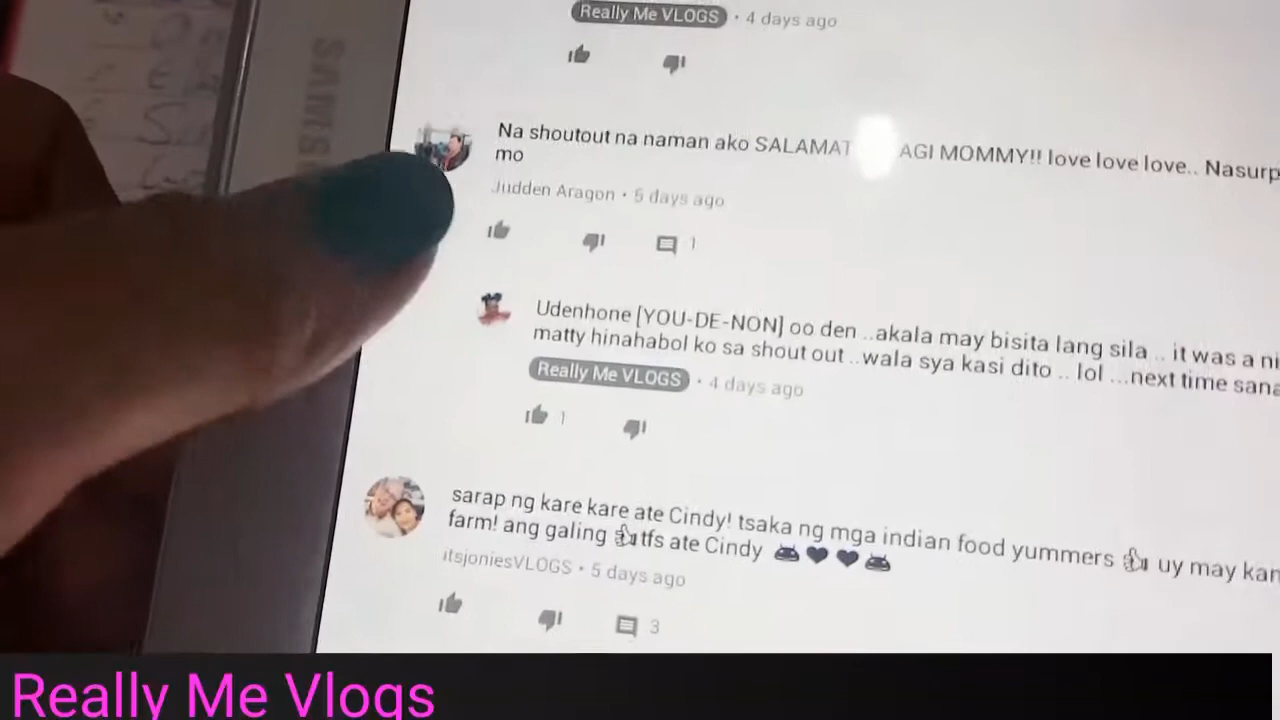 Really Me VLOGS • 4 days ago
Na shoutout na naman ako SALAMAT AGI MOMMY!! love love love.. Nasurp
mo
Judden Aragon • 5 days ago
1
Udenhone [YOU-DE-NON] oo den ..akala may bisita lang sila .. it was a ni
matty hinahabol ko sa shout out ..wala sya kasi dito .. lol ...next time sana
Really Me VLOGS • 4 days ago
1
sarap ng kare kare ate Cindy! tsaka ng mga indian food yummers 👍 uy may kan
farm! ang galing 👍tfs ate Cindy
itsjoniesVLOGS • 5 days ago
3
Really Me Vlogs